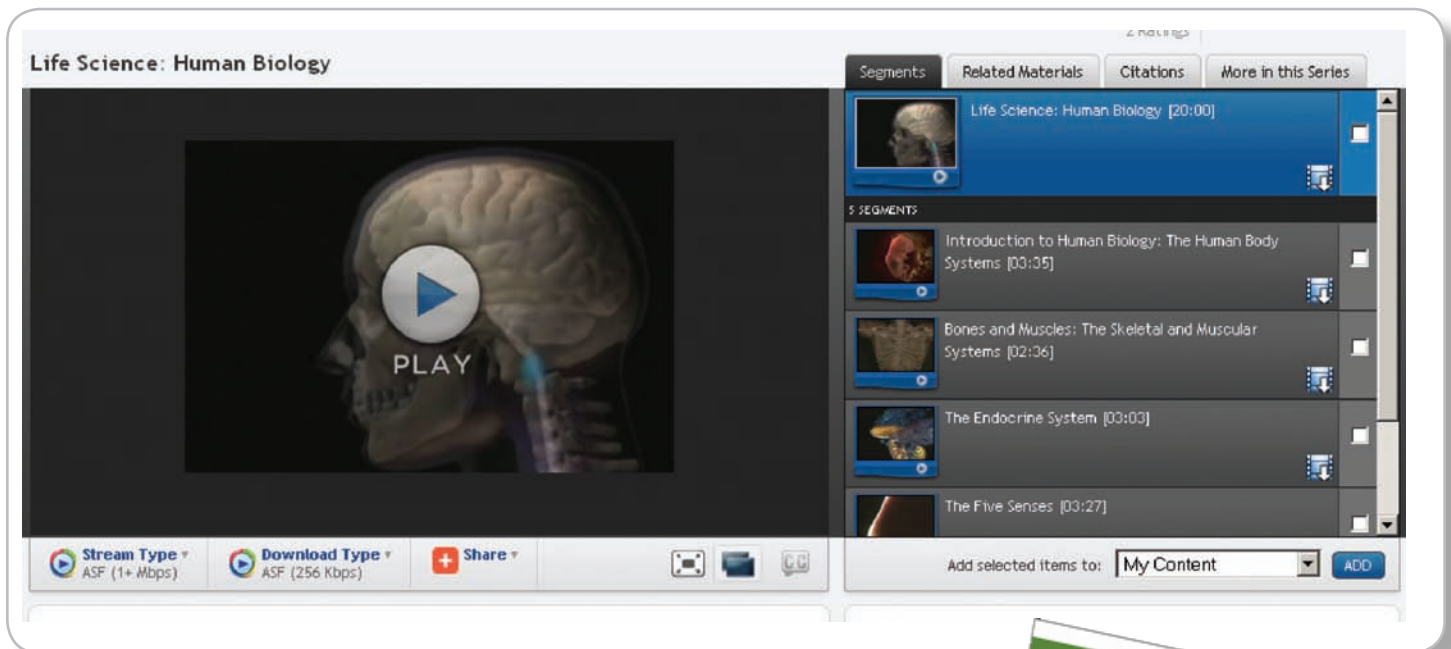 2 Ratings
Life Science: Human Biology
Segments
Related Materials
Citations
More in this Series
PLAY
Life Science: Human Biology [20:00]
5 SEGMENTS
Introduction to Human Biology: The Human Body
Systems [03:35]
Bones and Muscles: The Skeletal and Muscular
Systems [02:36]
The Endocrine System [03:03]
The Five Senses [03:27]
Stream Type
ASF (1+ Mbps)
Download Type
ASF (256 Kbps)
Share
CC
Add selected items to:
My Content
ADD